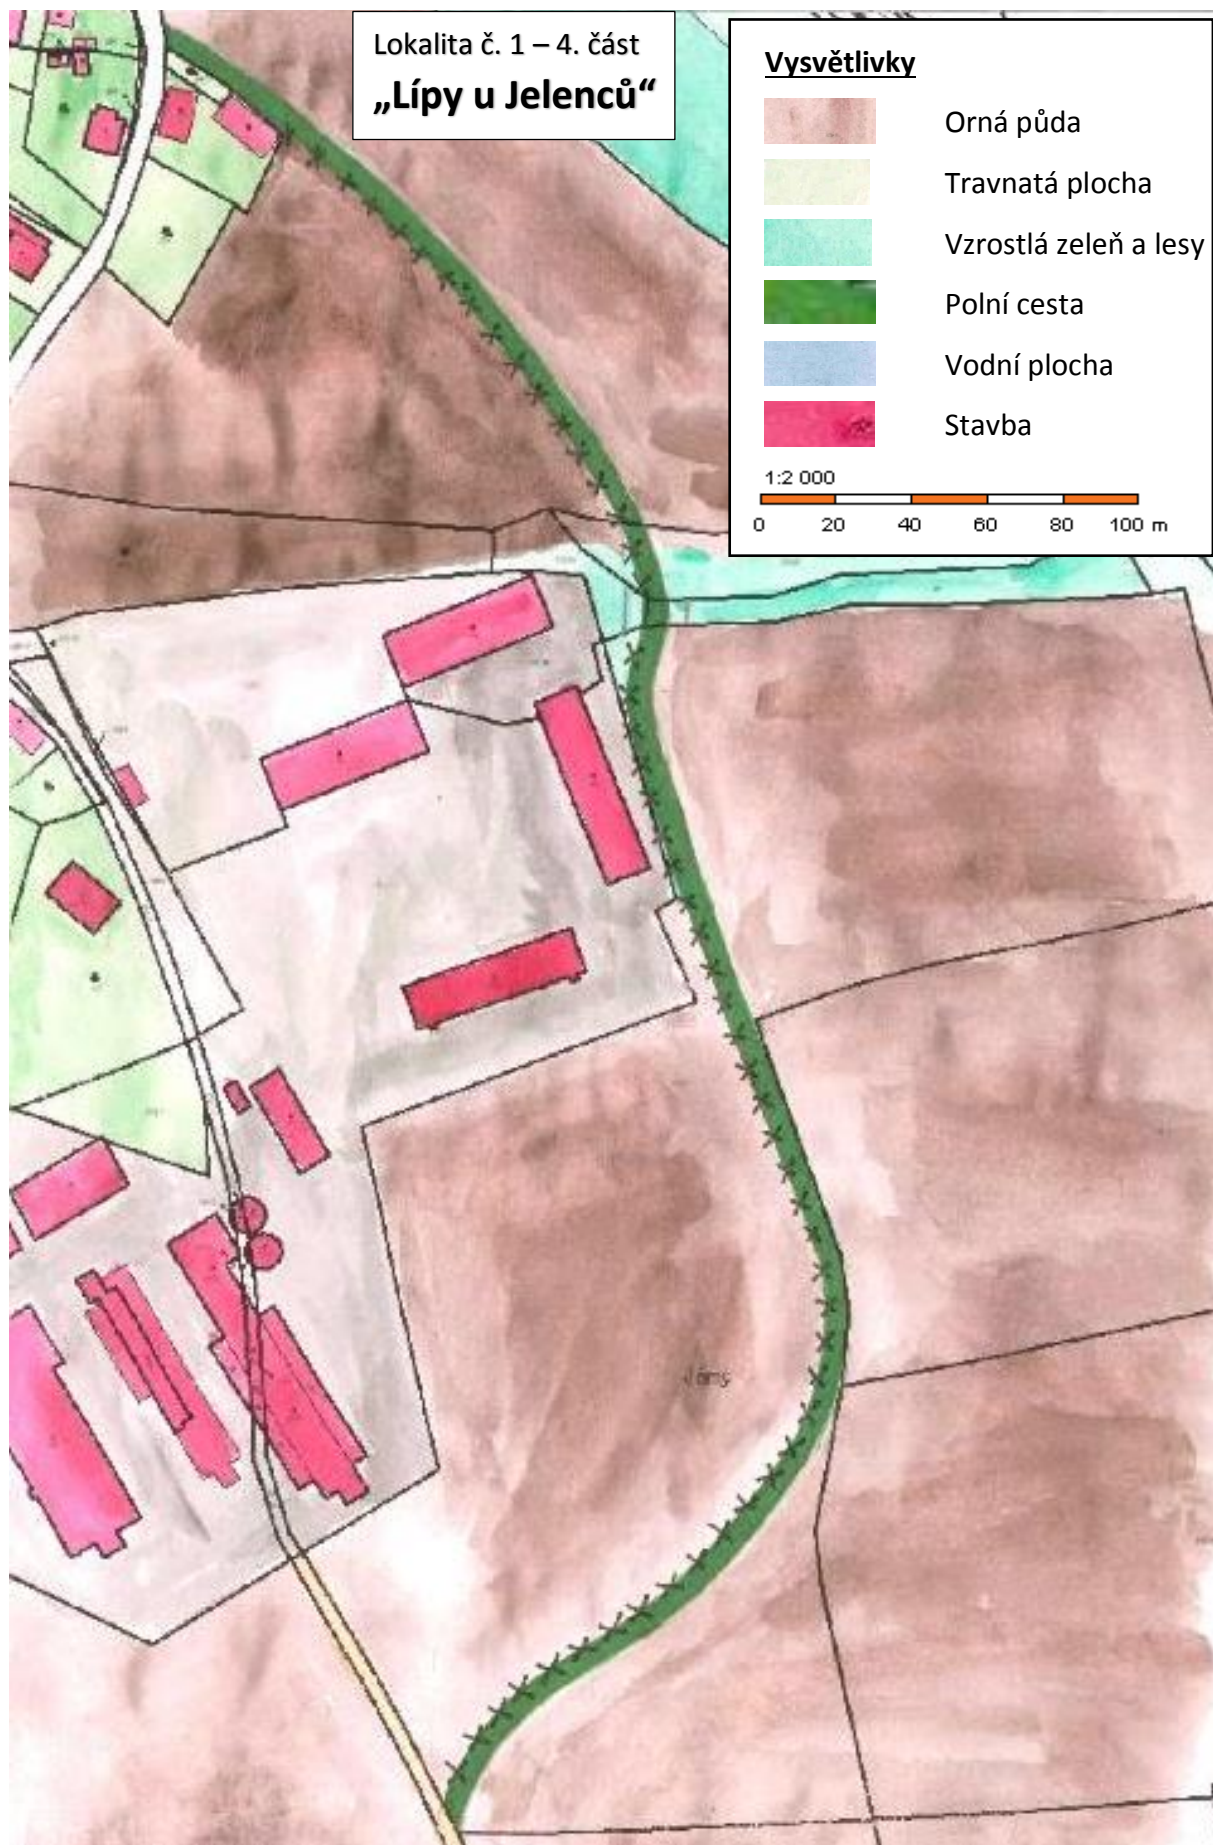 Lokalita č. 1 – 4. část
„Lípy u Jelenců“
Vysvětlivky
Orná půda
Travnatá plocha
Vzrostlá zeleň a lesy
Polní cesta
Vodní plocha
Stavba
1:2 000
0 20 40 60 80 100 m